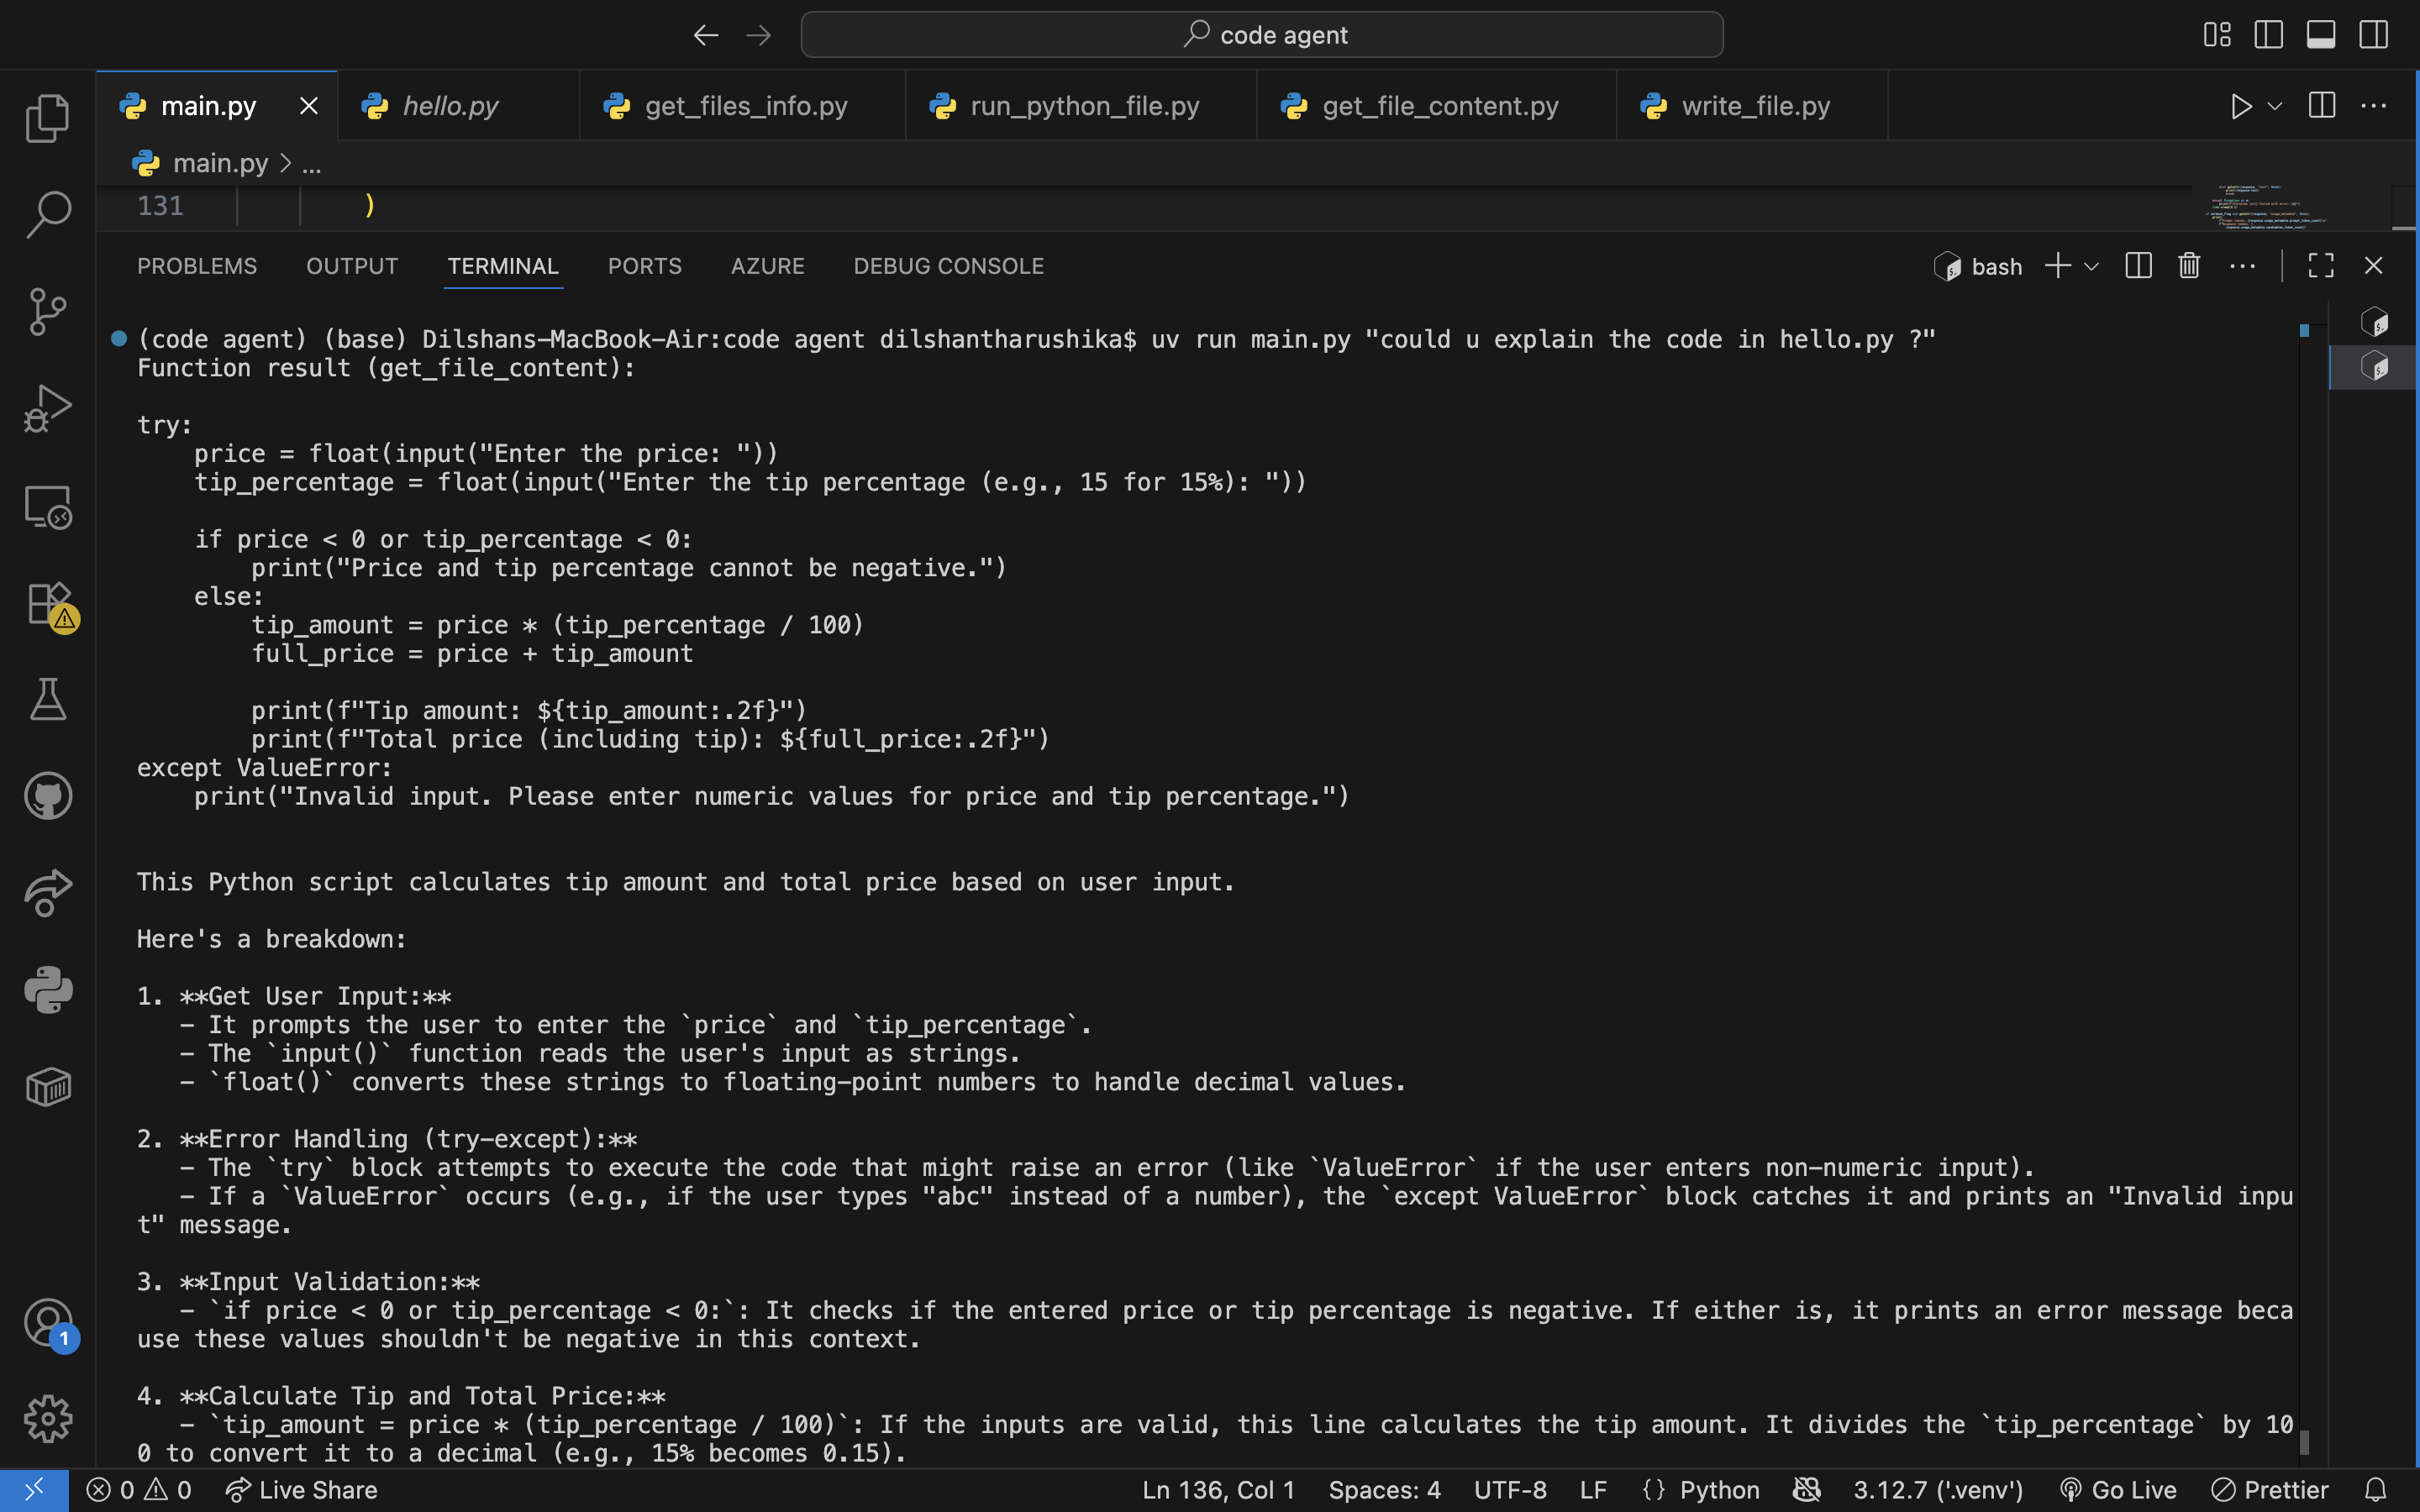 code agent
main.py
hello.py
get_files_info.py
run_python_file.py
get_file_content.py
write_file.py
main.py > ...
131 )
PROBLEMS OUTPUT TERMINAL PORTS AZURE DEBUG CONSOLE
bash
(code agent) (base) Dilshans-MacBook-Air:code agent dilshantharushika$ uv run main.py "could u explain the code in hello.py ?"
Function result (get_file_content):
try:
    price = float(input("Enter the price: "))
    tip_percentage = float(input("Enter the tip percentage (e.g., 15 for 15%): "))
    if price < 0 or tip_percentage < 0:
        print("Price and tip percentage cannot be negative.")
    else:
        tip_amount = price * (tip_percentage / 100)
        full_price = price + tip_amount
        print(f"Tip amount: ${tip_amount:.2f}")
        print(f"Total price (including tip): ${full_price:.2f}")
except ValueError:
    print("Invalid input. Please enter numeric values for price and tip percentage.")
This Python script calculates tip amount and total price based on user input.
Here's a breakdown:
1. **Get User Input:**
   - It prompts the user to enter the `price` and `tip_percentage`.
   - The `input()` function reads the user's input as strings.
   - `float()` converts these strings to floating-point numbers to handle decimal values.
2. **Error Handling (try-except):**
   - The `try` block attempts to execute the code that might raise an error (like `ValueError` if the user enters non-numeric input).
   - If a `ValueError` occurs (e.g., if the user types "abc" instead of a number), the `except ValueError` block catches it and prints an "Invalid inpu
t" message.
3. **Input Validation:**
   - `if price < 0 or tip_percentage < 0:`: It checks if the entered price or tip percentage is negative. If either is, it prints an error message beca
use these values shouldn't be negative in this context.
4. **Calculate Tip and Total Price:**
   - `tip_amount = price * (tip_percentage / 100)`: If the inputs are valid, this line calculates the tip amount. It divides the `tip_percentage` by 10
0 to convert it to a decimal (e.g., 15% becomes 0.15).
1
0 0 Live Share Ln 136, Col 1 Spaces: 4 UTF-8 LF {} Python 3.12.7 ('.venv') Go Live Prettier